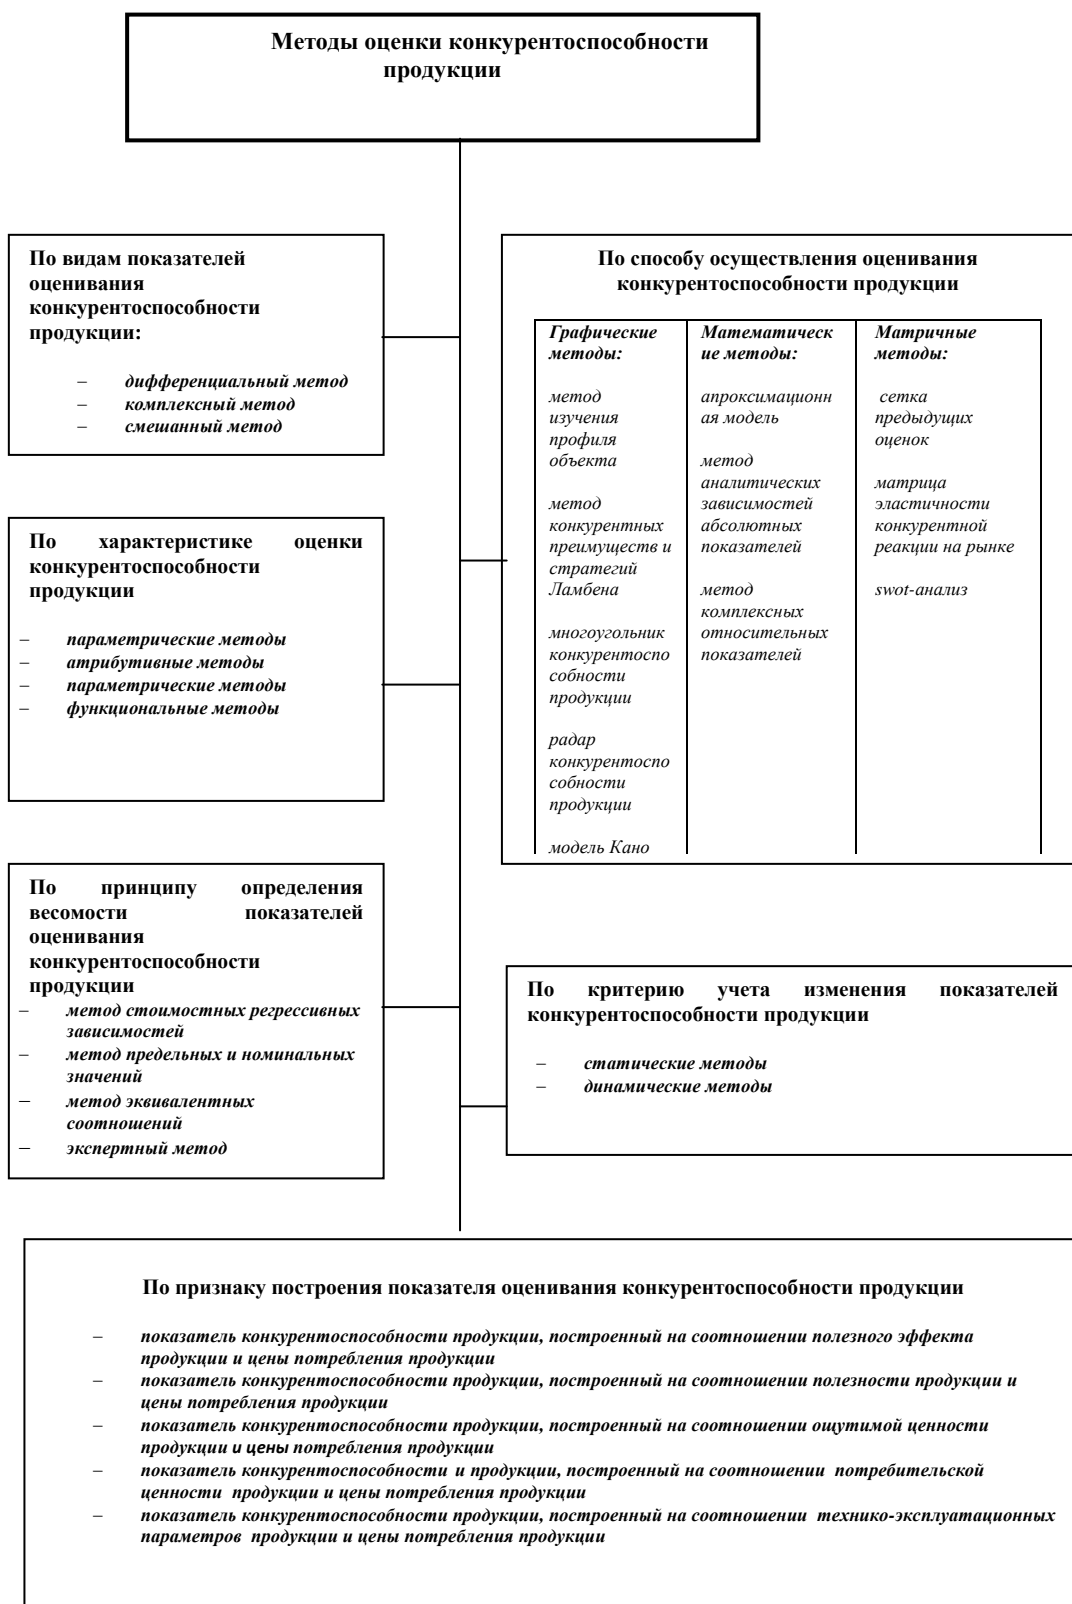 Методы оценки конкурентоспособности
продукции
По видам показателей
оценивания
конкурентоспособности
продукции:
– дифференциальный метод
– комплексный метод
– смешанный метод
По характеристике оценки
конкурентоспособности
продукции
– параметрические методы
– атрибутивные методы
– параметрические методы
– функциональные методы
По принципу определения
весомости показателей
оценивания
конкурентоспособности
продукции
– метод стоимостных регрессивных
зависимостей
– метод предельных и номинальных
значений
– метод эквивалентных
соотношений
– экспертный метод
По способу осуществления оценивания
конкурентоспособности продукции
Графические
методы:
метод
изучения
профиля
объекта
метод
конкурентных
преимуществ и
стратегий
Ламбена
многоугольник
конкурентоспо
собности
продукции
радар
конкурентоспо
собности
продукции
модель Кано
Математическ
ие методы:
апроксимационн
ая модель
метод
аналитических
зависимостей
абсолютных
показателей
метод
комплексных
относительных
показателей
Матричные
методы:
сетка
предыдущих
оценок
матрица
эластичности
конкурентной
реакции на рынке
swot-анализ
По критерию учета изменения показателей
конкурентоспособности продукции
– статические методы
– динамические методы
По признаку построения показателя оценивания конкурентоспособности продукции
– показатель конкурентоспособности продукции, построенный на соотношении полезного эффекта
продукции и цены потребления продукции
– показатель конкурентоспособности продукции, построенный на соотношении полезности продукции и
цены потребления продукции
– показатель конкурентоспособности продукции, построенный на соотношении ощутимой ценности
продукции и цены потребления продукции
– показатель конкурентоспособности и продукции, построенный на соотношении потребительской
ценности продукции и цены потребления продукции
– показатель конкурентоспособности продукции, построенный на соотношении технико-эксплуатационных
параметров продукции и цены потребления продукции